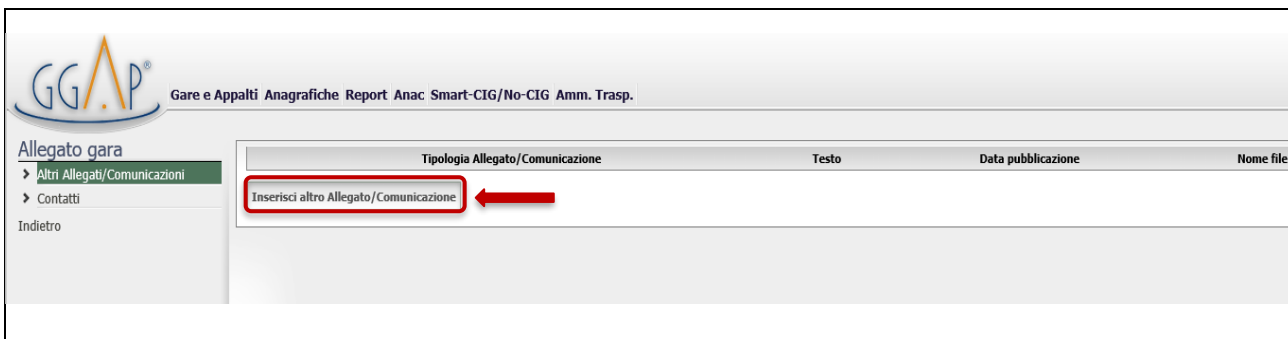 GGAP®
Gare e Appalti Anagrafiche Report Anac Smart-CIG/No-CIG Amm. Trasp.
Allegato gara
Altri Allegati/Comunicazioni
Contatti
Indietro
Tipologia Allegato/Comunicazione Testo Data pubblicazione Nome file
Inserisci altro Allegato/Comunicazione